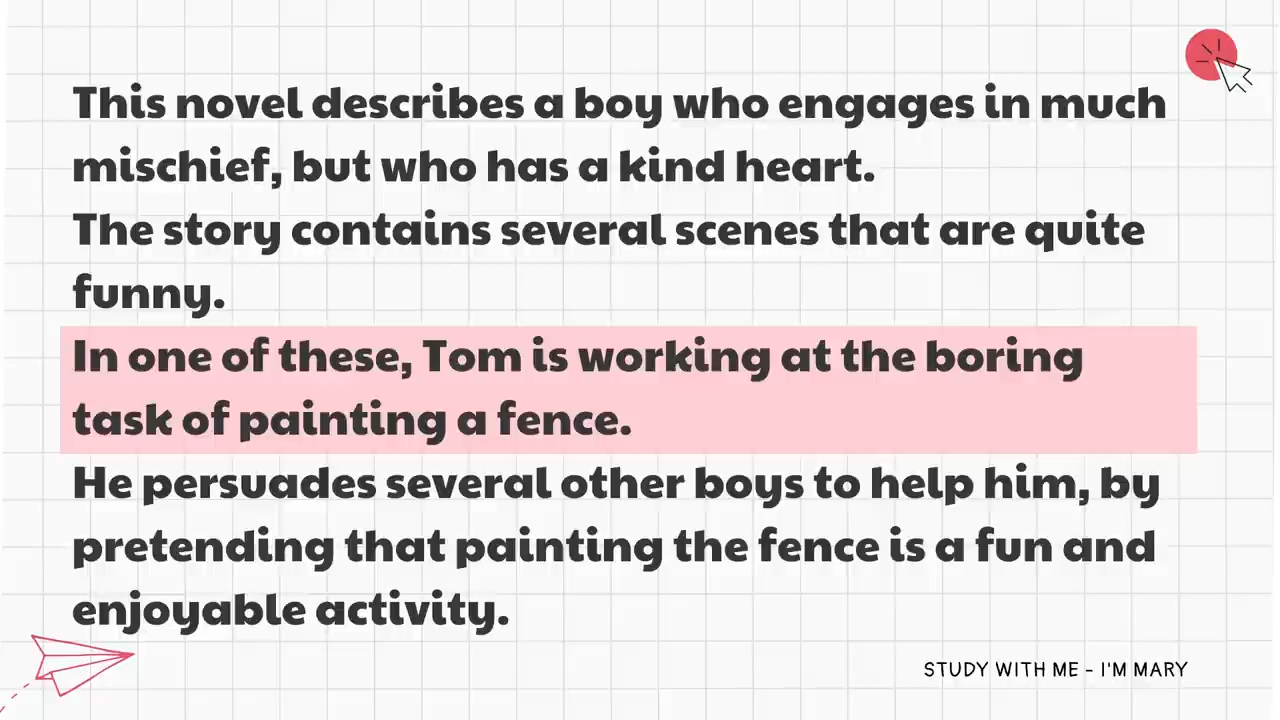 This novel describes a boy who engages in much
mischief, but who has a kind heart.
The story contains several scenes that are quite
funny.
In one of these, Tom is working at the boring
task of painting a fence.
He persuades several other boys to help him, by
pretending that painting the fence is a fun and
enjoyable activity.
STUDY WITH ME - I'M MARY